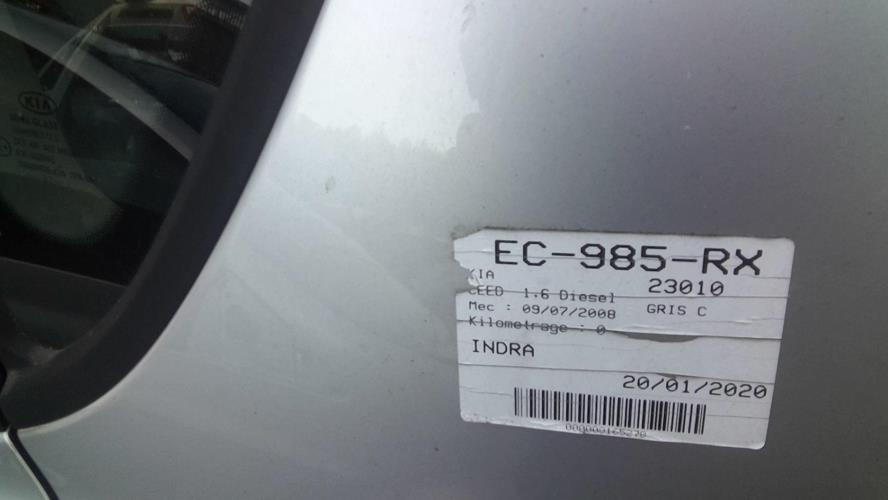 KIA
EC-985-RX
23010
CEED 1.6 Diesel
Mec : 09/07/2008 GRIS C
Kilometrage : 0
INDRA
20/01/2020